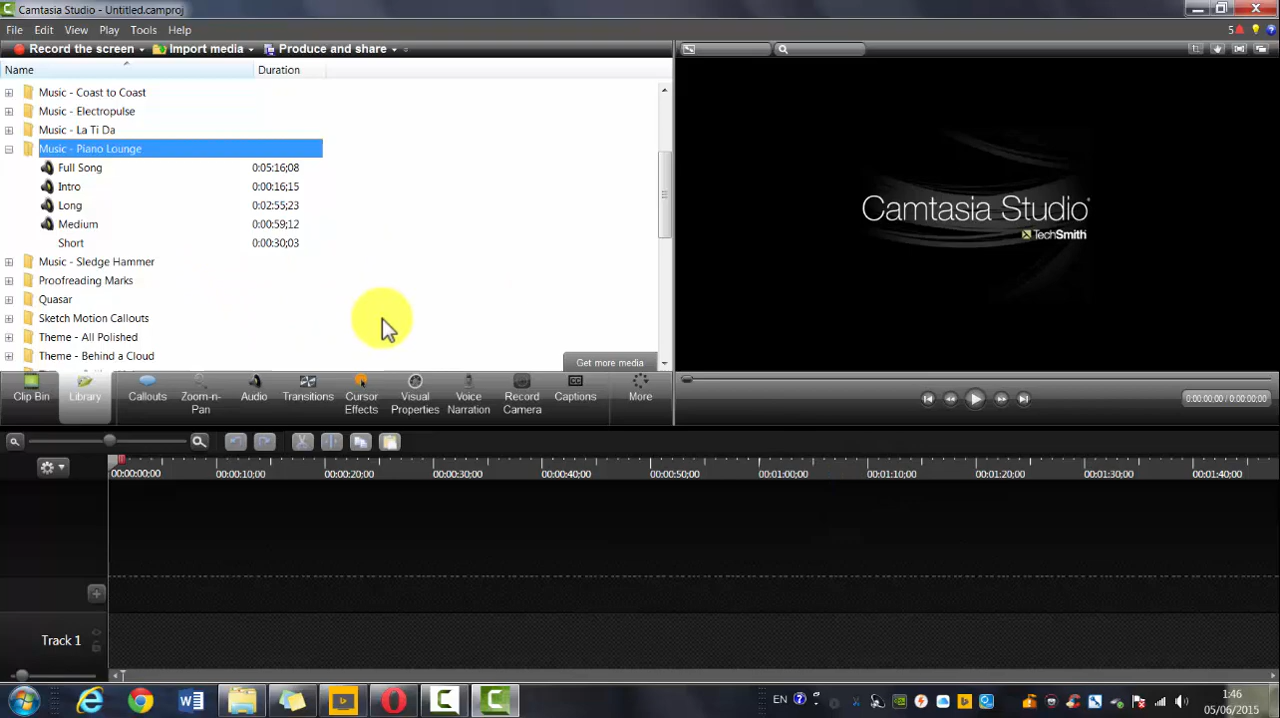 Camtasia Studio - Untitled.camproj
File Edit View Play Tools Help
5
Record the screen Import media Produce and share
Name Duration
Music - Coast to Coast
Music - Electropulse
Music - La Ti Da
Music - Piano Lounge
Full Song 0:05:16;08
Intro 0:00:16;15
Long 0:02:55;23
Medium 0:00:59;12
Short 0:00:30;03
Music - Sledge Hammer
Proofreading Marks
Quasar
Sketch Motion Callouts
Theme - All Polished
Theme - Behind a Cloud
Get more media
Camtasia Studio
TechSmith
Clip Bin Library Callouts Zoom-n-Pan Audio Transitions Cursor Effects Visual Properties Voice Narration Record Camera Captions More
0:00:00;00 / 0:00:00;00
00:00:00;00 00:00:10;00 00:00:20;00 00:00:30;00 00:00:40;00 00:00:50;00 00:01:00;00 00:01:10;00 00:01:20;00 00:01:30;00 00:01:40;00
Track 1
EN
1:46
05/06/2015